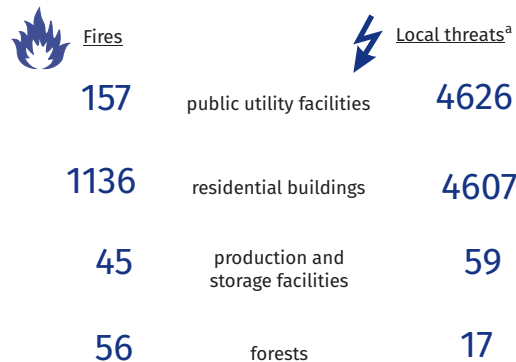 Fires Local threatsª
157 public utility facilities 4626
1136 residential buildings 4607
45 production and storage facilities 59
56 forests 17